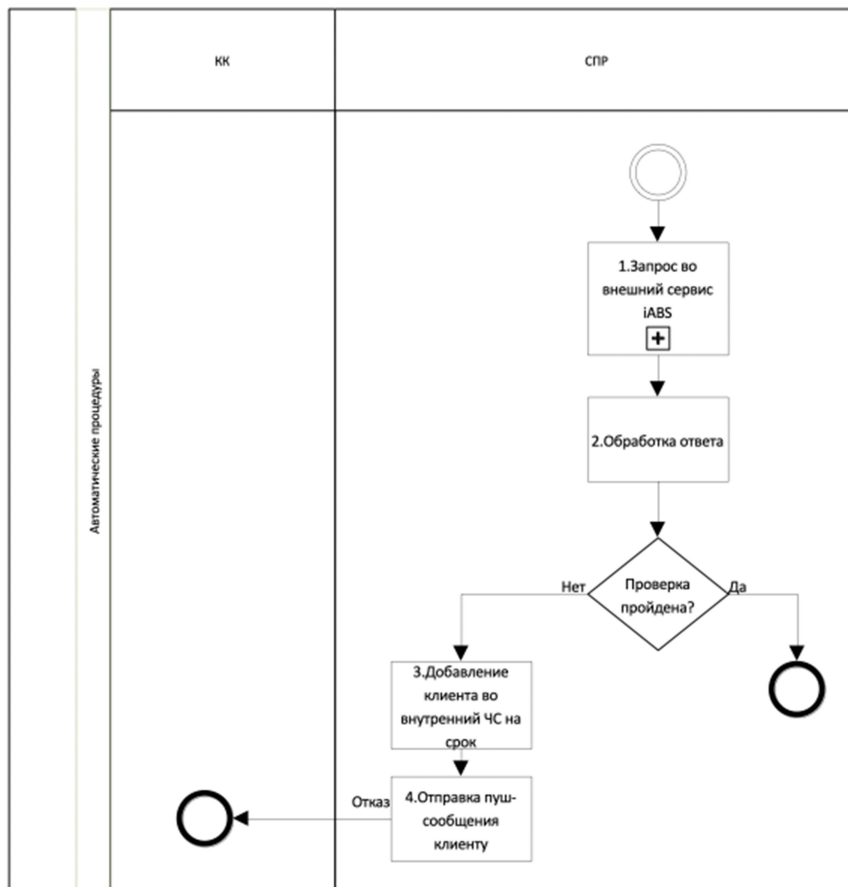 КК
СПР
Автоматические процедуры
1.Запрос во
внешний сервис
iABS
2.Обработка ответа
Проверка
пройдена?
Нет
Да
3.Добавление
клиента во
внутренний ЧС на
срок
Отказ
4.Отправка пуш-
сообщения
клиенту